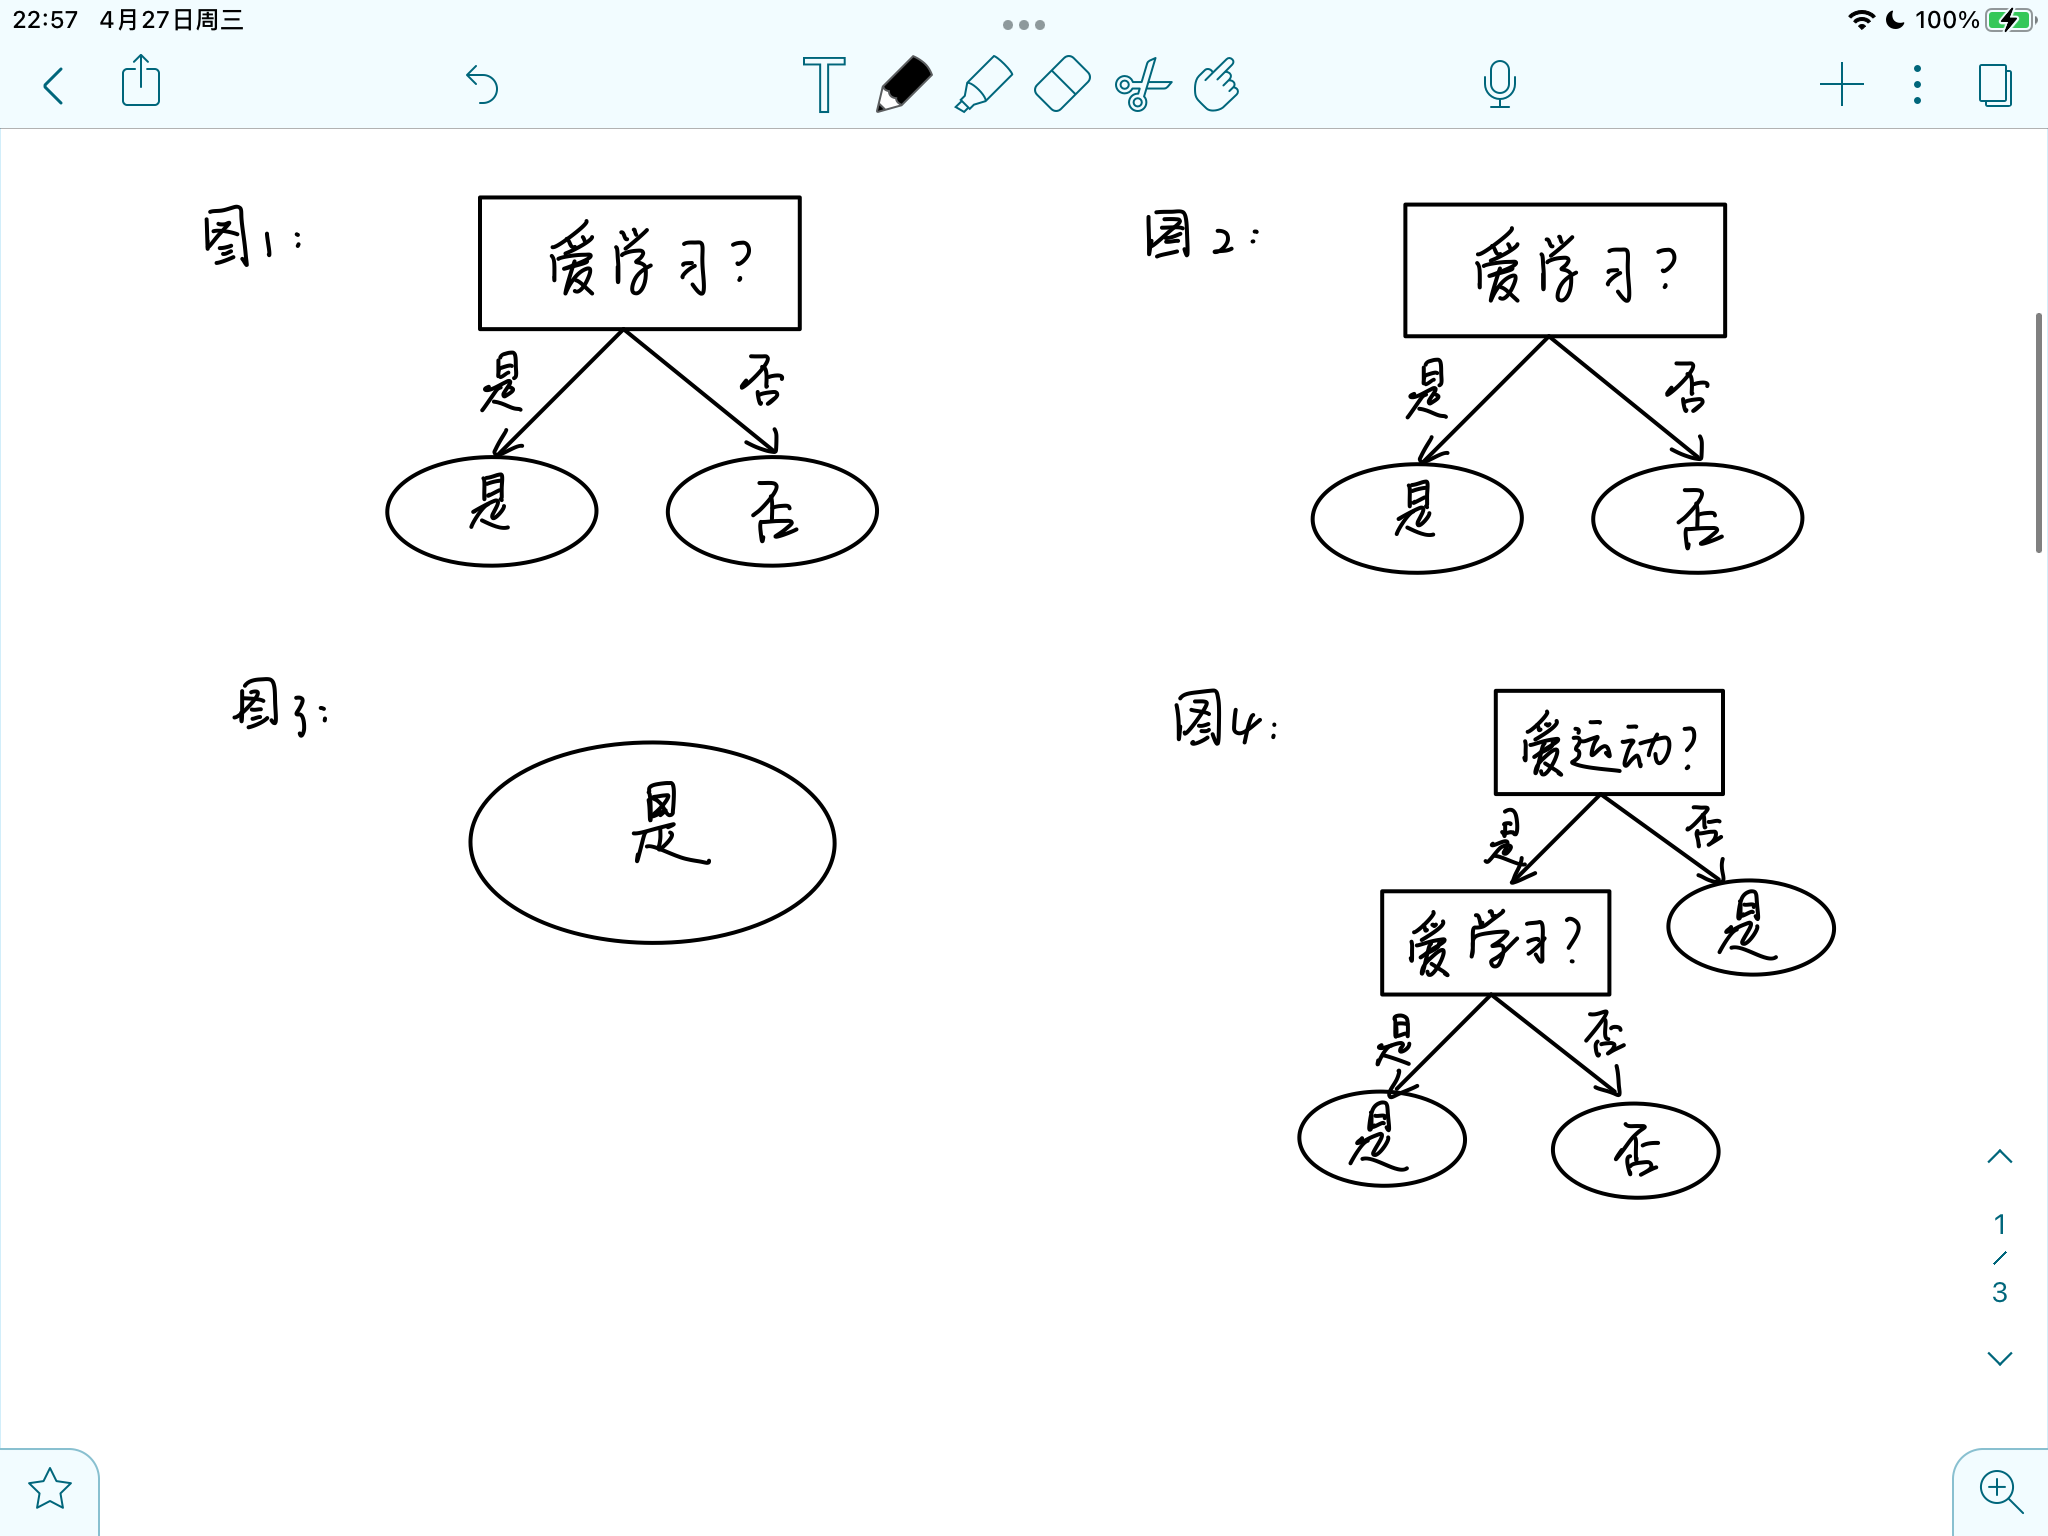 22:57 4月27日周三
100%
T
图1:
爱学习?
是 否
是 否
图2:
爱学习?
是 否
是 否
图3:
是
图4:
爱运动?
是 否
爱学习?
是
是 否
是 否
1
/
3